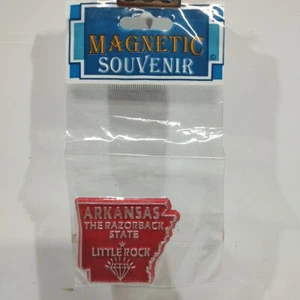 MAGNETIC
SOUVENIR
ARKANSAS
THE RAZORBACK
STATE
LITTLE ROCK